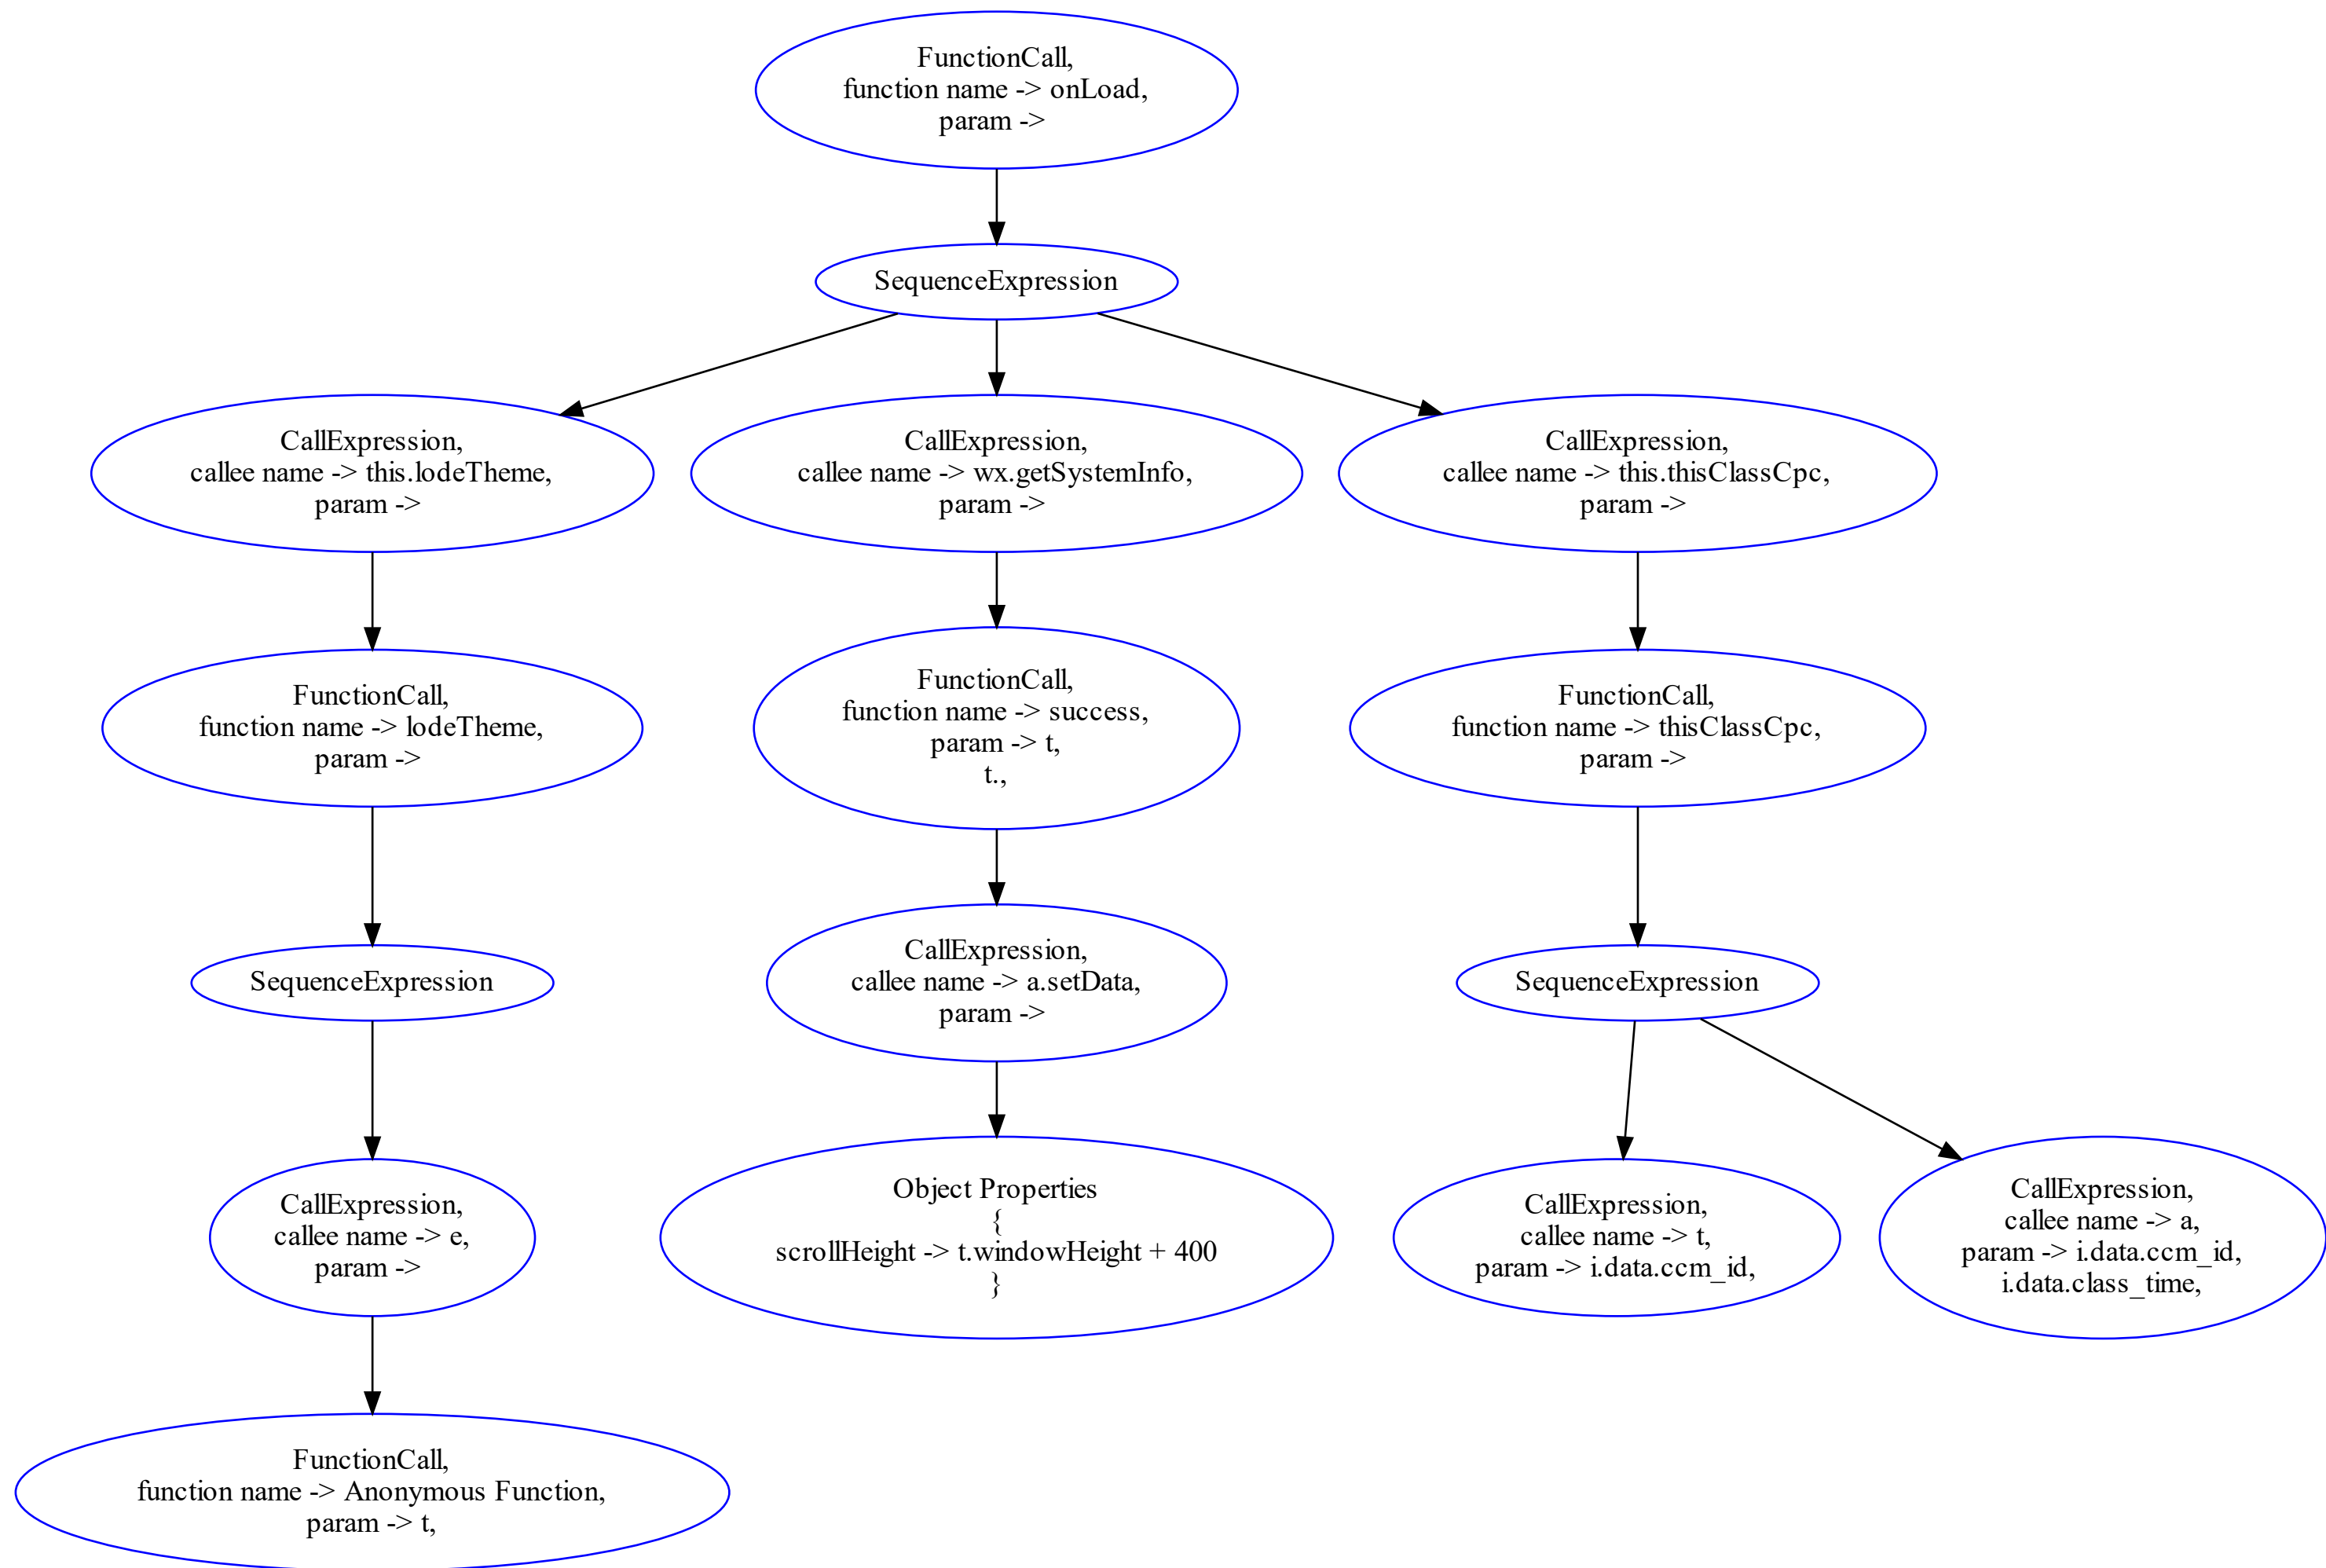 FunctionCall,
function name -> onLoad,
param ->
SequenceExpression
CallExpression,
callee name -> this.lodeTheme,
param ->
CallExpression,
callee name -> wx.getSystemInfo,
param ->
CallExpression,
callee name -> this.thisClassCpc,
param ->
FunctionCall,
function name -> lodeTheme,
param ->
FunctionCall,
function name -> success,
param -> t,
t.,
FunctionCall,
function name -> thisClassCpc,
param ->
SequenceExpression
CallExpression,
callee name -> a.setData,
param ->
SequenceExpression
CallExpression,
callee name -> e,
param ->
Object Properties
{
scrollHeight -> t.windowHeight + 400
}
CallExpression,
callee name -> t,
param -> i.data.ccm_id,
CallExpression,
callee name -> a,
param -> i.data.ccm_id,
i.data.class_time,
FunctionCall,
function name -> Anonymous Function,
param -> t,